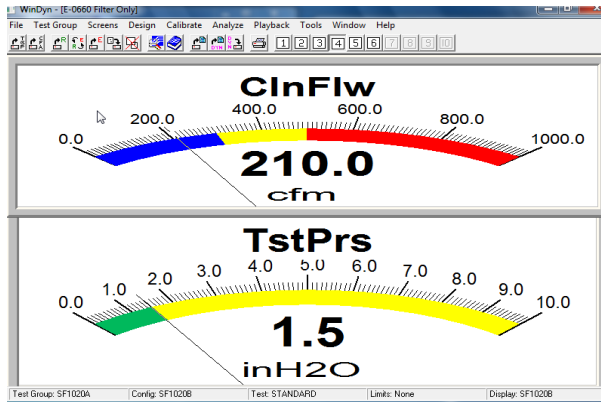 WinDyn - [E-0660 Filter Only]
File Test Group Screens Design Calibrate Analyze Playback Tools Window Help
1 2 3 4 5 6 7 8 9 10
ClnFlw
0.0 200.0 400.0 600.0 800.0 1000.0
210.0
cfm
TstPrs
0.0 1.0 2.0 3.0 4.0 5.0 6.0 7.0 8.0 9.0 10.0
1.5
inH2O
Test Group: SF1020A Config: SF1020B Test: STANDARD Limits: None Display: SF1020B